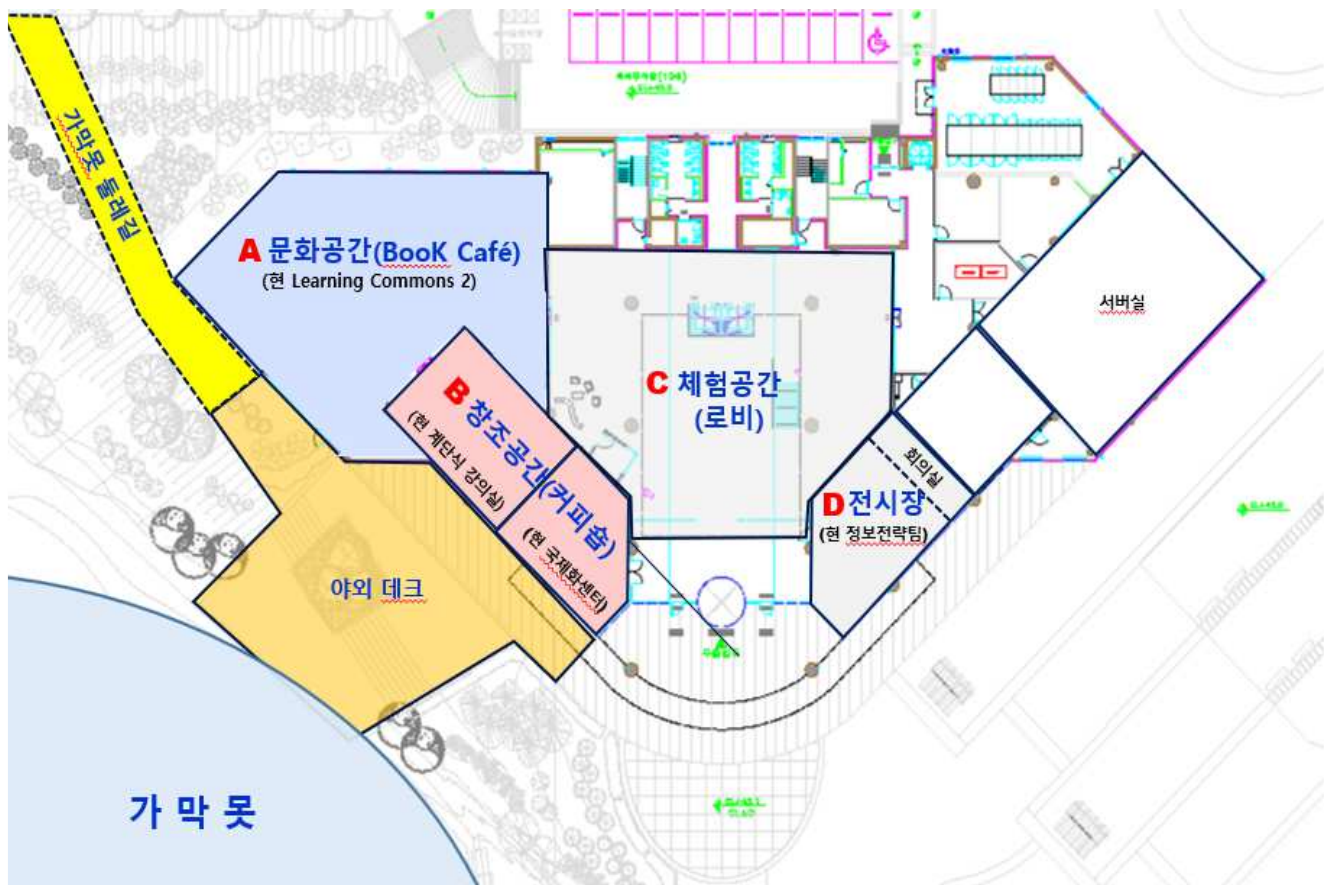 가막못 둘레길
A 문화공간(BooK Café)
(현 Learning Commons 2)
B 창조공간(커피숍)
(현 계단식 강의실)
(현 국제화센터)
C 체험공간
(로비)
D 전시장
(현 정보전략팀)
회의실
서버실
야외 데크
가 막 못